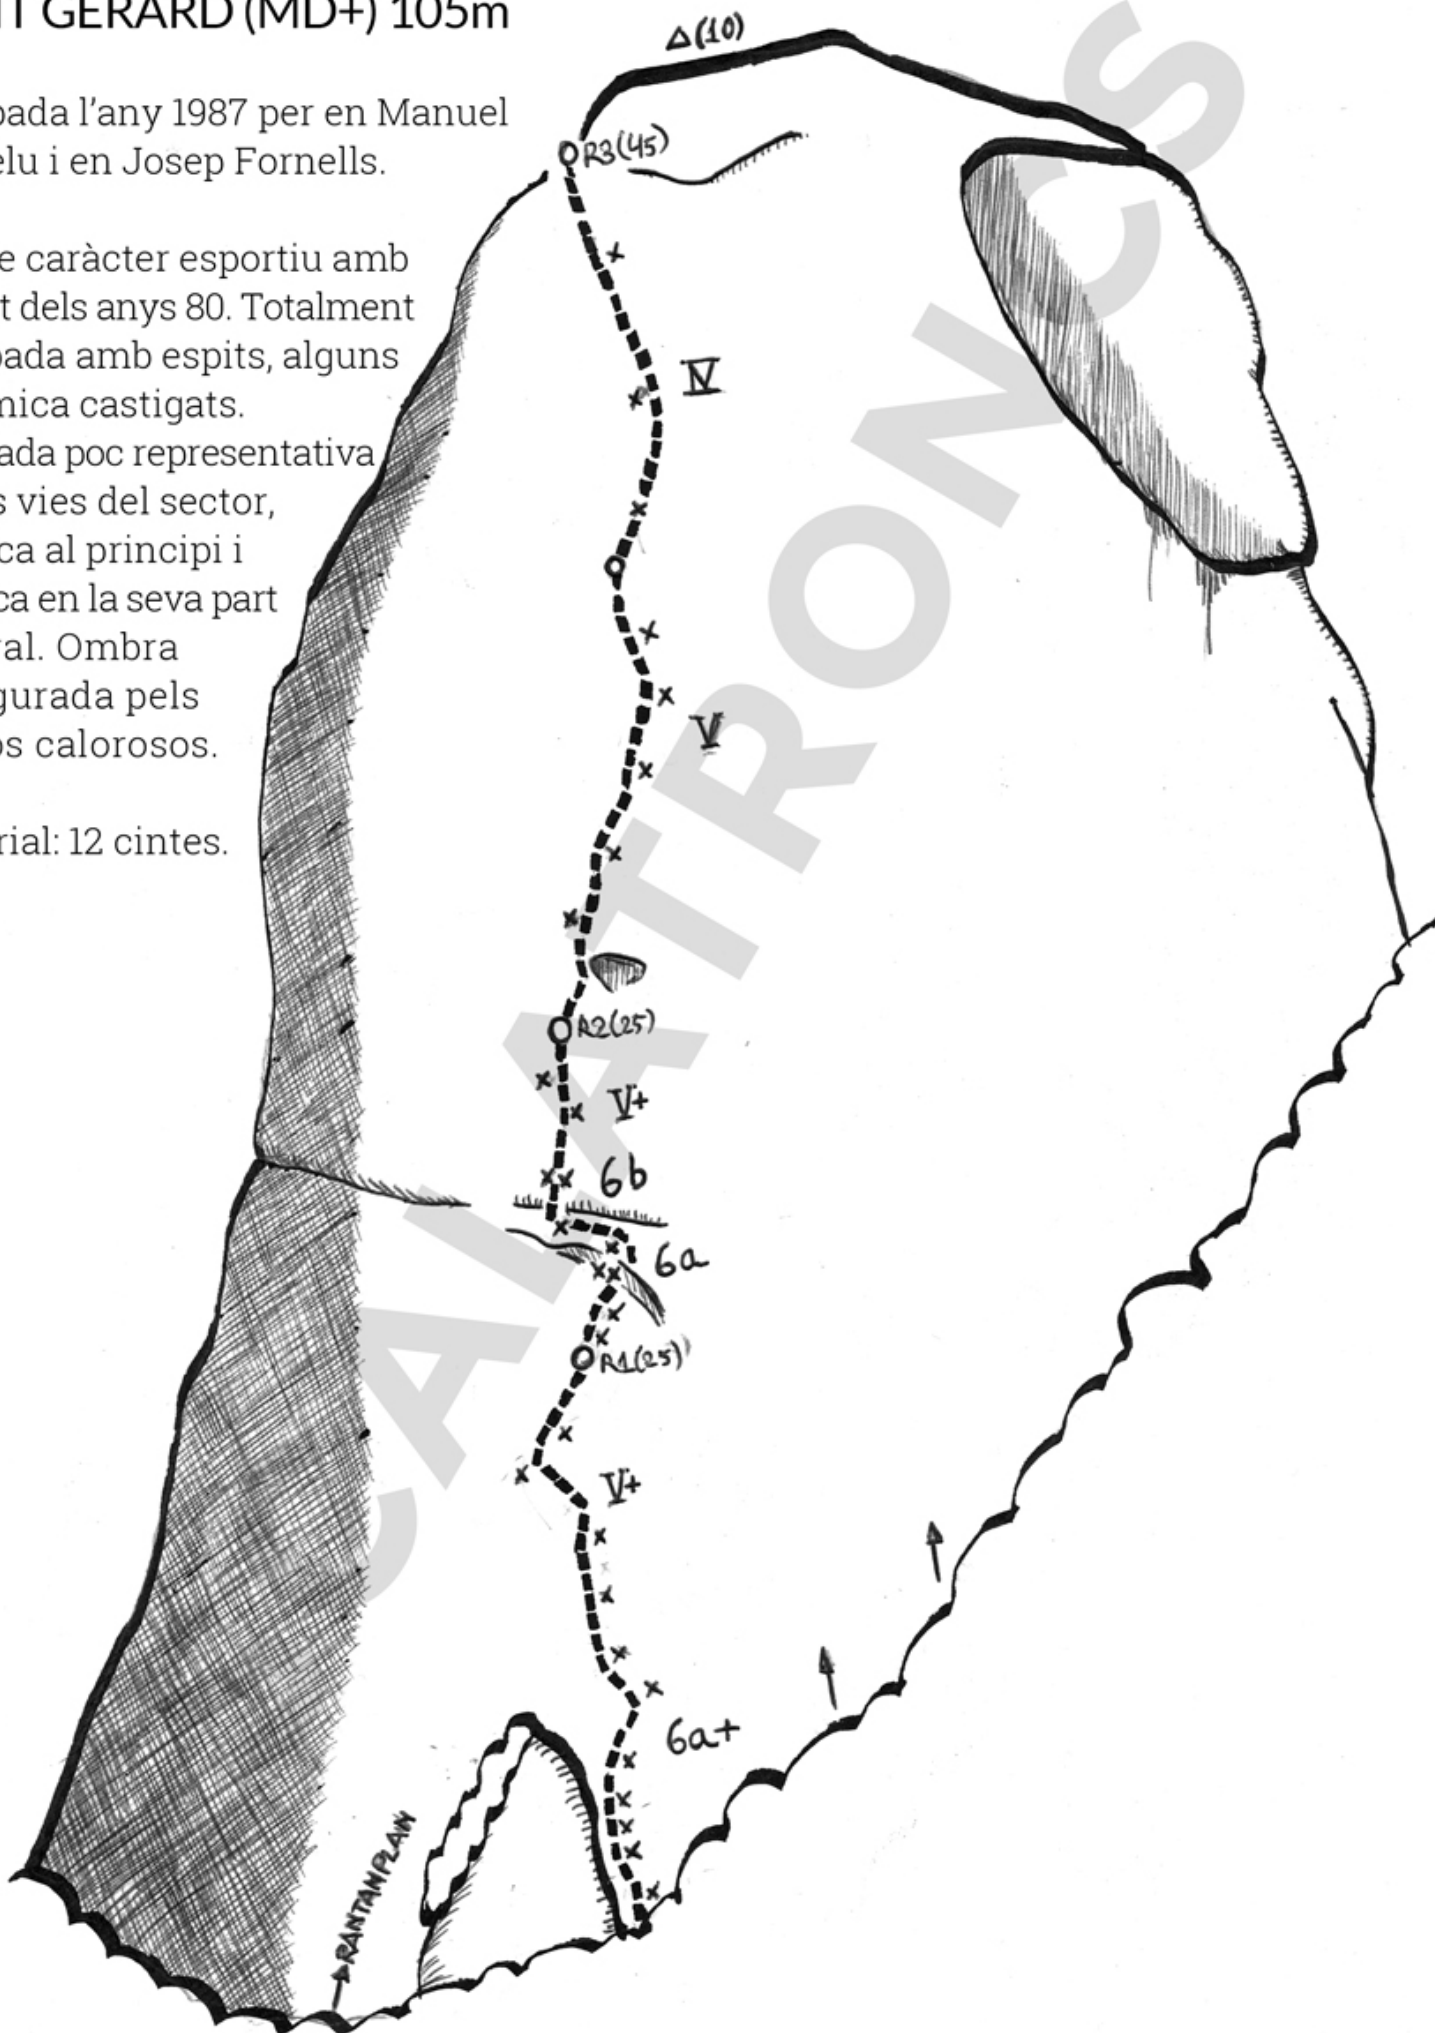 T GERARD (MD+) 105m
pada l'any 1987 per en Manuel
elu i en Josep Fornells.
e caràcter esportiu amb
t dels anys 80. Totalment
pada amb espits, alguns
mica castigats.
ada poc representativa
s vies del sector,
ca al principi i
ca en la seva part
al. Ombra
gurada pels
os calorosos.
rial: 12 cintes.
Δ(10)
R3(45)
IV
V
R2(25)
V+
6b
6a
R1(25)
V+
6a+
RANTANPLAN
CALATRONCS